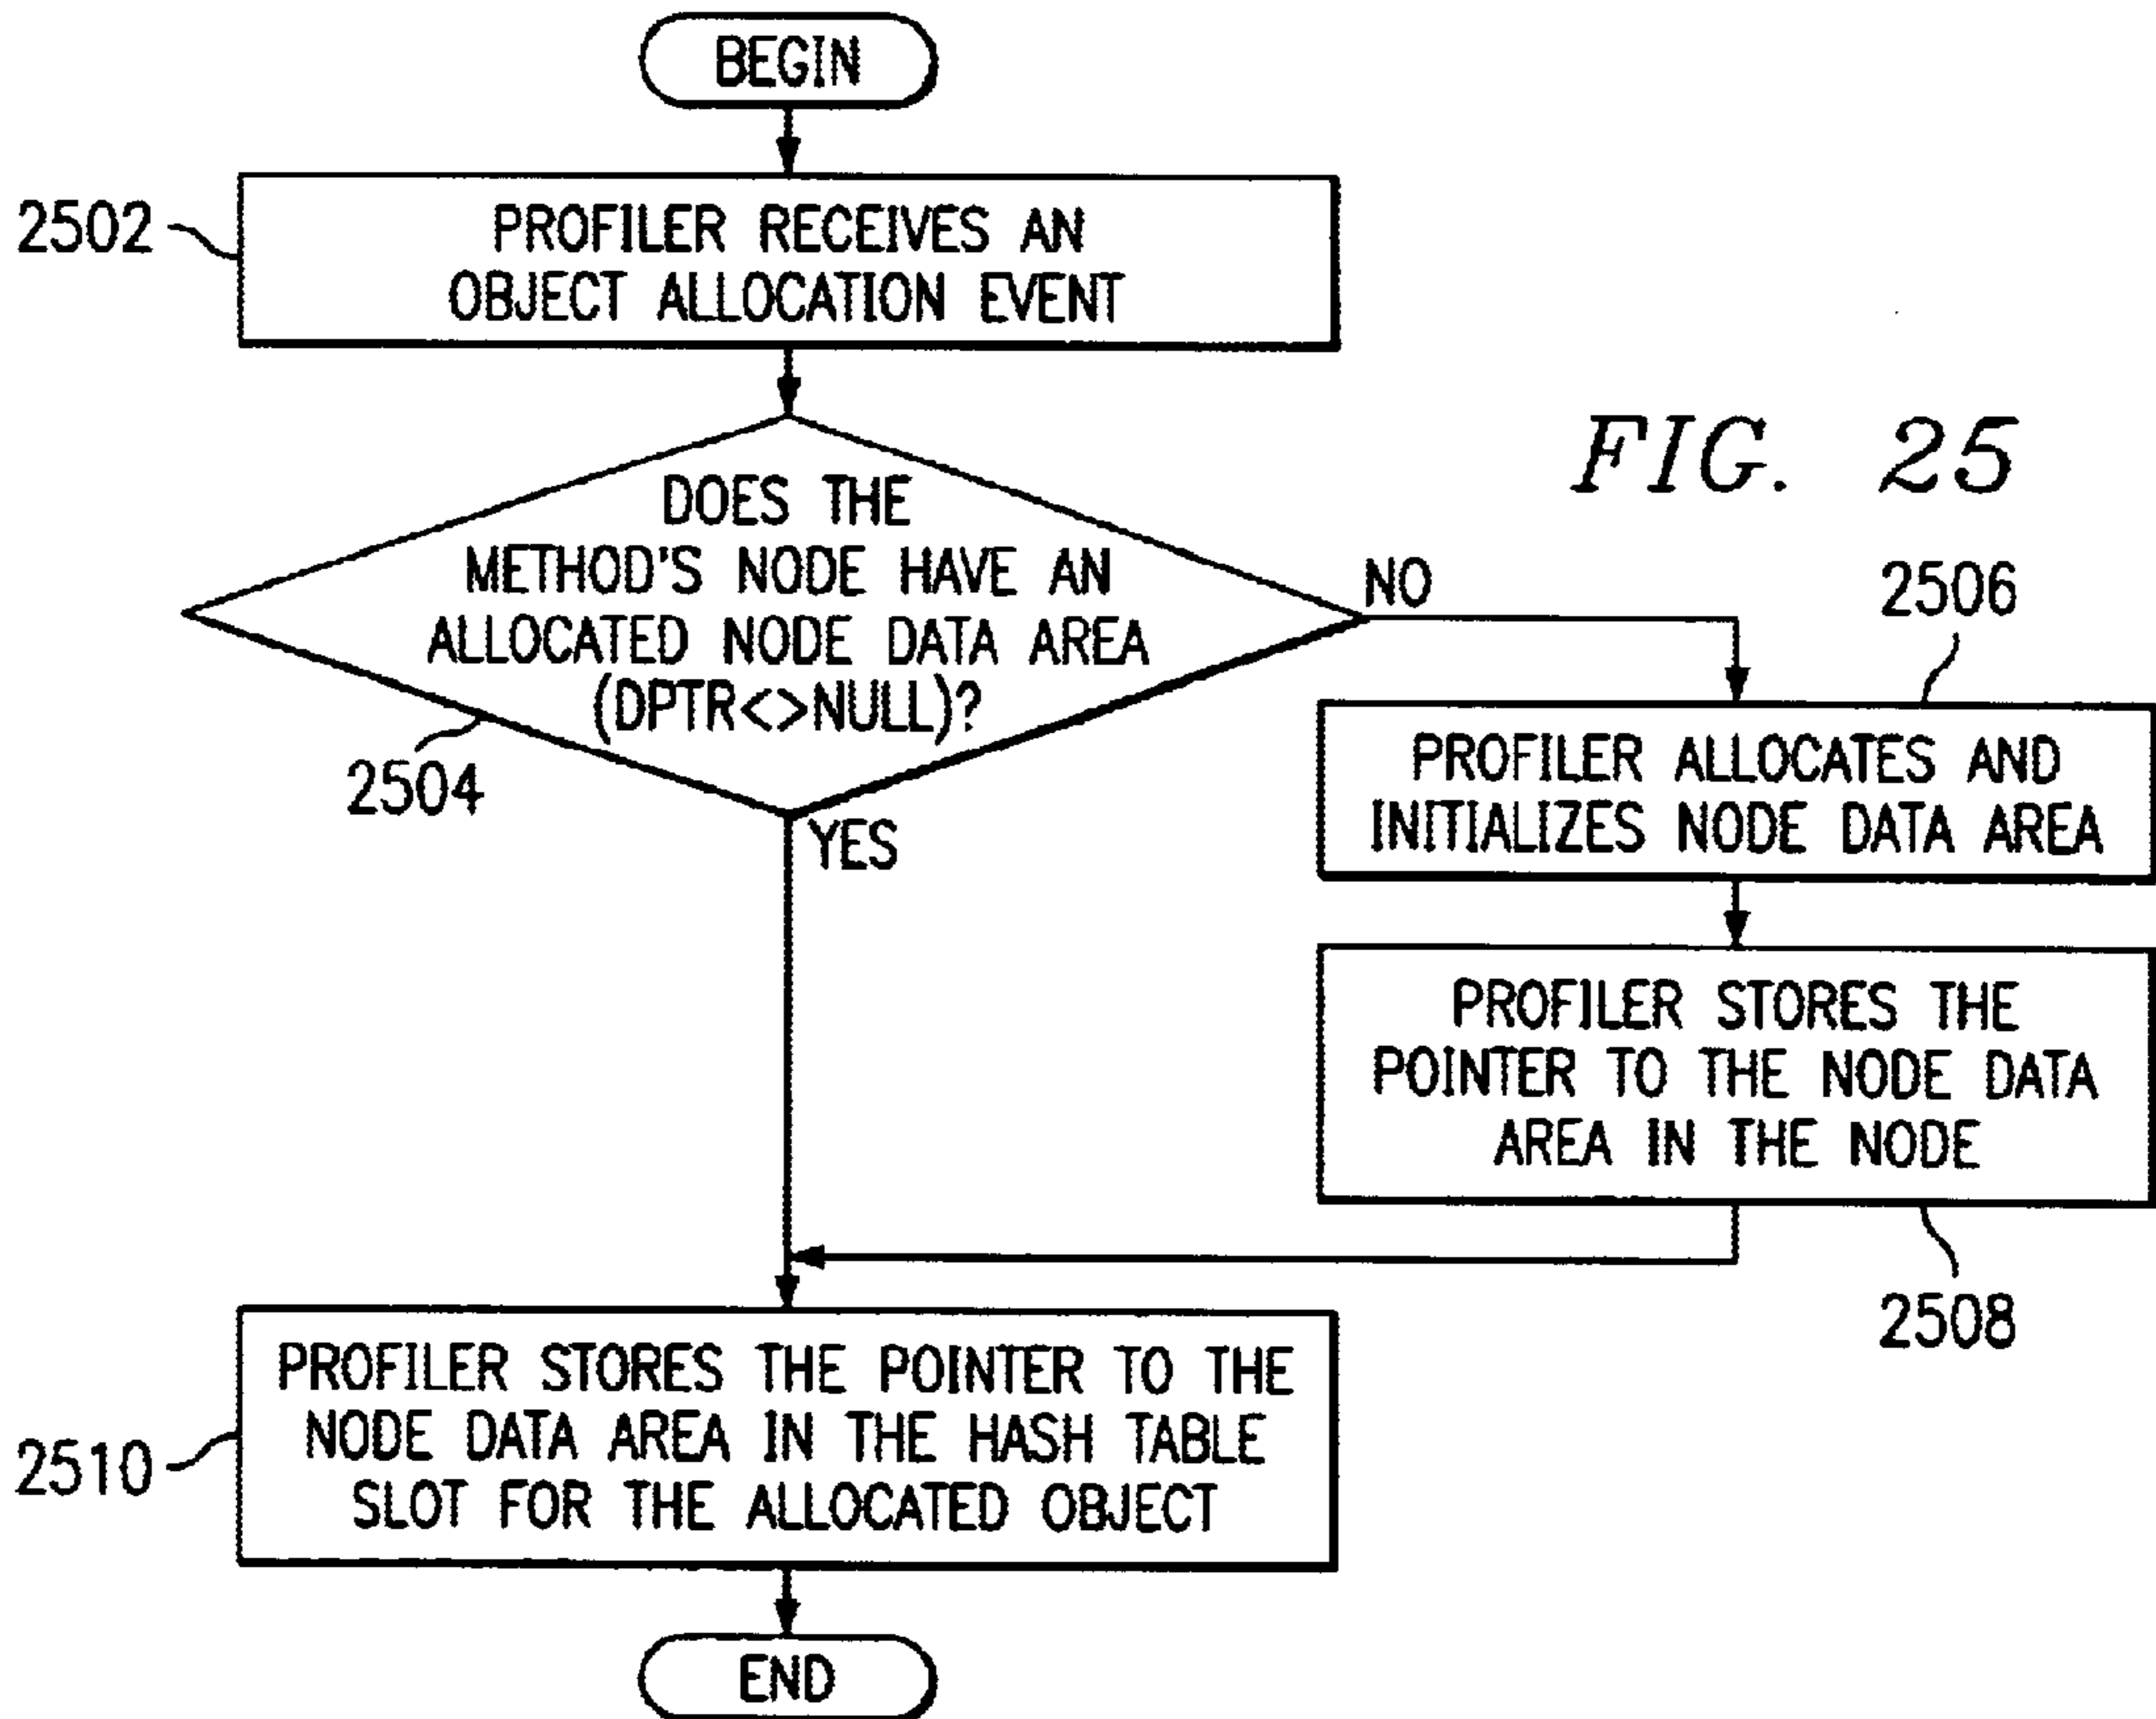 BEGIN
2502
PROFILER RECEIVES AN
OBJECT ALLOCATION EVENT
FIG. 25
DOES THE
METHOD'S NODE HAVE AN
ALLOCATED NODE DATA AREA
(DPTR<>NULL)?
2504
NO
YES
2506
PROFILER ALLOCATES AND
INITIALIZES NODE DATA AREA
PROFILER STORES THE
POINTER TO THE NODE DATA
AREA IN THE NODE
2508
2510
PROFILER STORES THE POINTER TO THE
NODE DATA AREA IN THE HASH TABLE
SLOT FOR THE ALLOCATED OBJECT
END